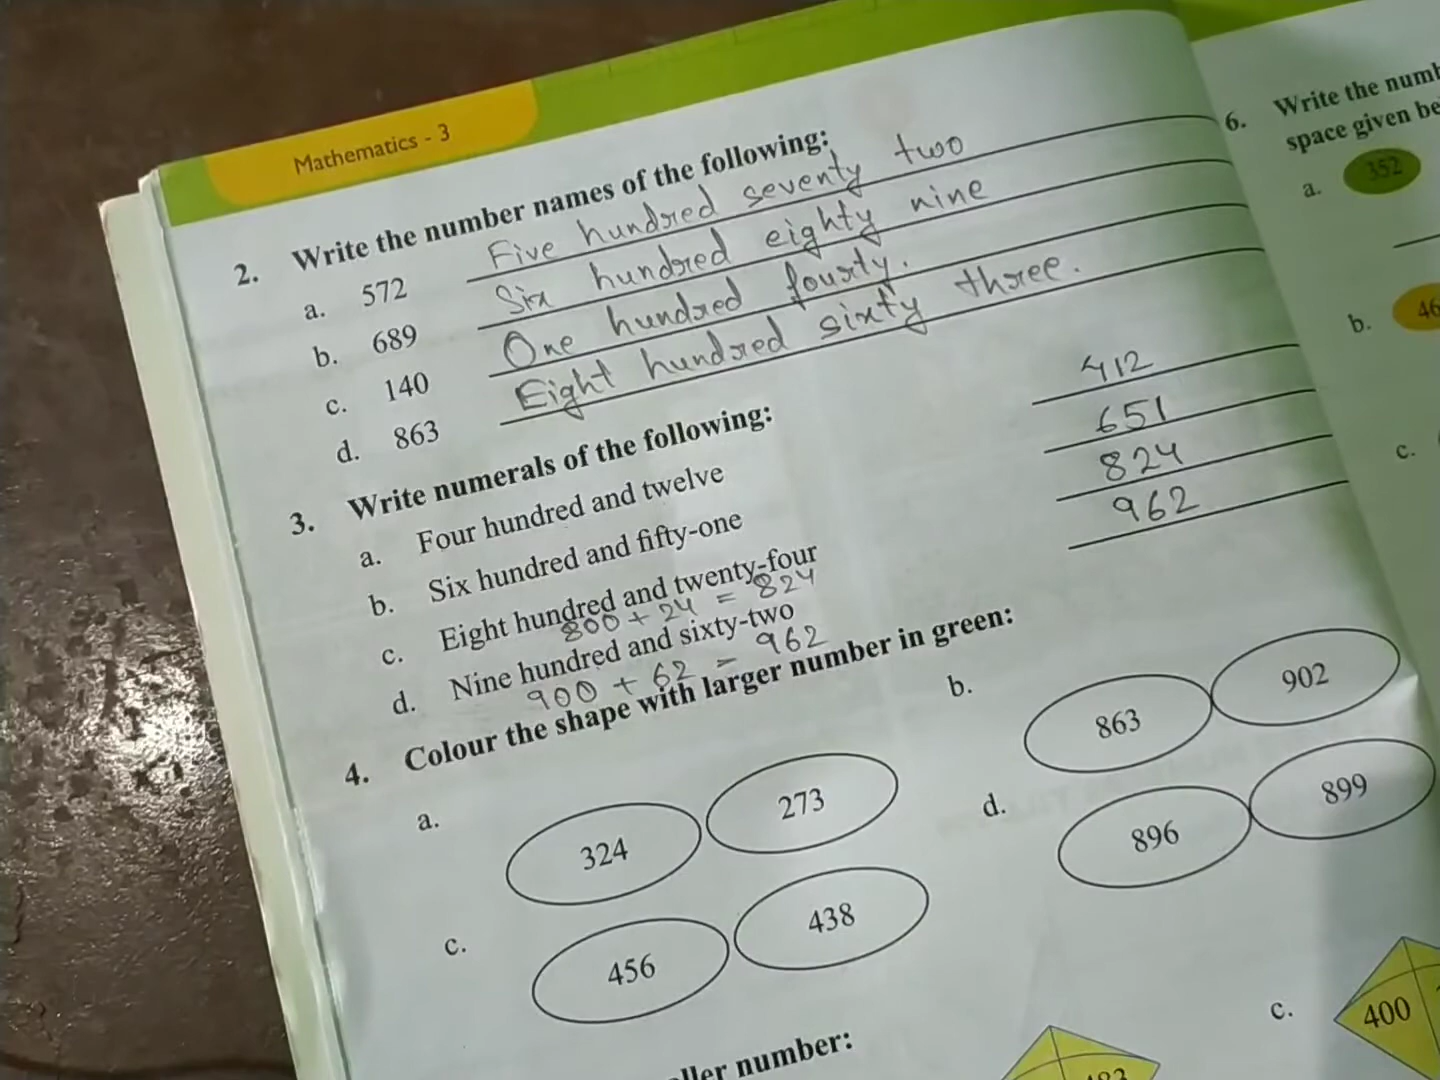 Mathematics - 3
2. Write the number names of the following:
a. 572 Five hundred seventy two
b. 689 Six hundred eighty nine
c. 140 One hundred fourty.
d. 863 Eight hundred sixty three.
3. Write numerals of the following:
a. Four hundred and twelve 412
b. Six hundred and fifty-one 651
c. Eight hundred and twenty-four 824
800 + 24 = 824
d. Nine hundred and sixty-two 962
900 + 62 = 962
4. Colour the shape with larger number in green:
a. 324 273
b. 863 902
c. 456 438
d. 896 899
number:
6. Write the
space given
a. 352
b. 46
c.
c. 400